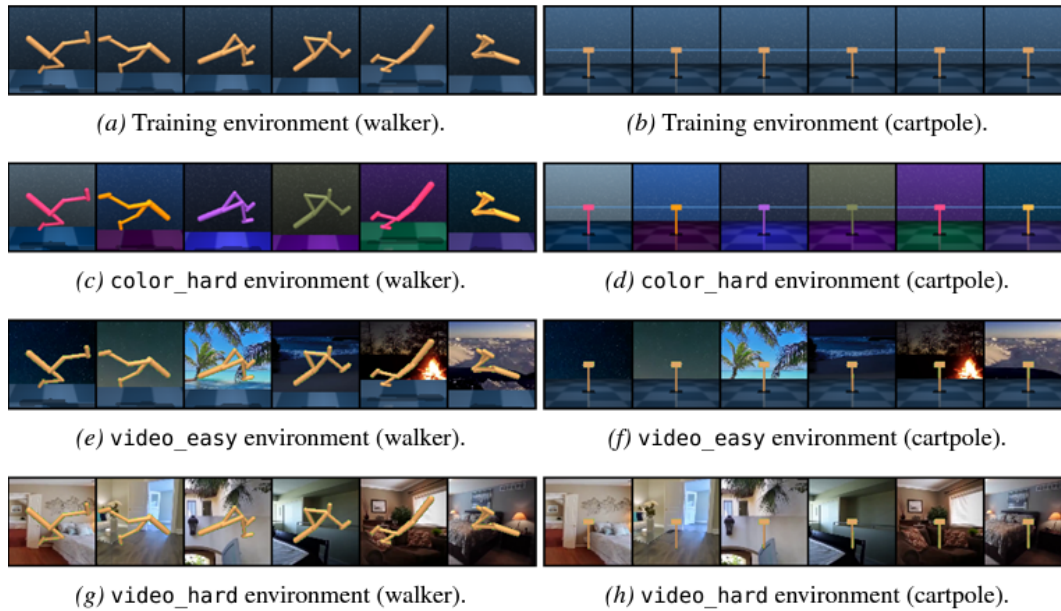 (a) Training environment (walker).
(b) Training environment (cartpole).
(c) color_hard environment (walker).
(d) color_hard environment (cartpole).
(e) video_easy environment (walker).
(f) video_easy environment (cartpole).
(g) video_hard environment (walker).
(h) video_hard environment (cartpole).